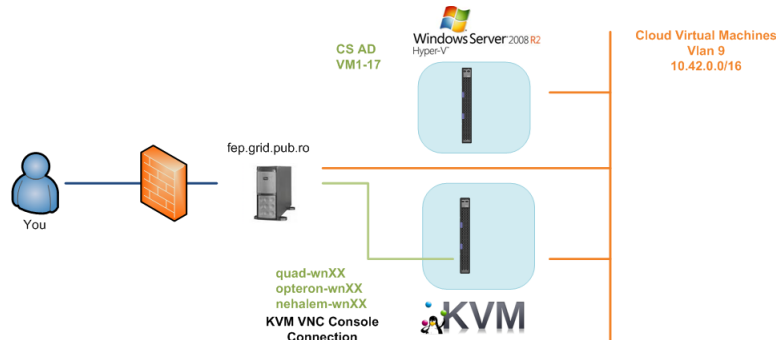 Windows Server 2008 R2
Hyper-V
CS AD
VM1-17
Cloud Virtual Machines
Vlan 9
10.42.0.0/16
fep.grid.pub.ro
You
quad-wnXX
opteron-wnXX
nehalem-wnXX
KVM VNC Console
Connection
KVM